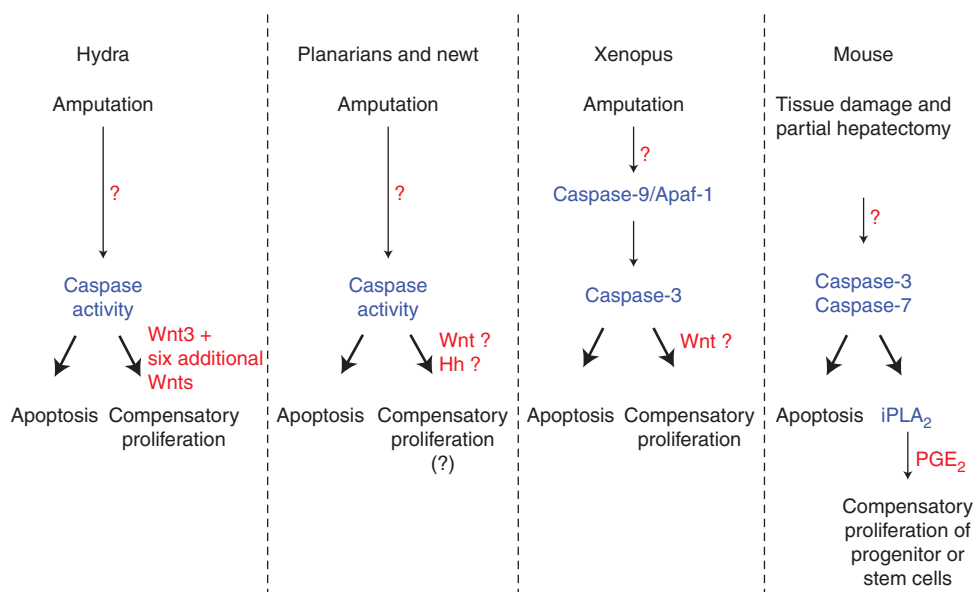 Hydra
Amputation
?
Caspase
activity
Wnt3 +
six additional
Wnts
Apoptosis
Compensatory
proliferation
Planarians and newt
Amputation
?
Caspase
activity
Wnt ?
Hh ?
Apoptosis
Compensatory
proliferation
(?)
Xenopus
Amputation
?
Caspase-9/Apaf-1
Caspase-3
Wnt ?
Apoptosis
Compensatory
proliferation
Mouse
Tissue damage and
partial hepatectomy
?
Caspase-3
Caspase-7
Apoptosis
iPLA₂
PGE₂
Compensatory
proliferation of
progenitor or
stem cells